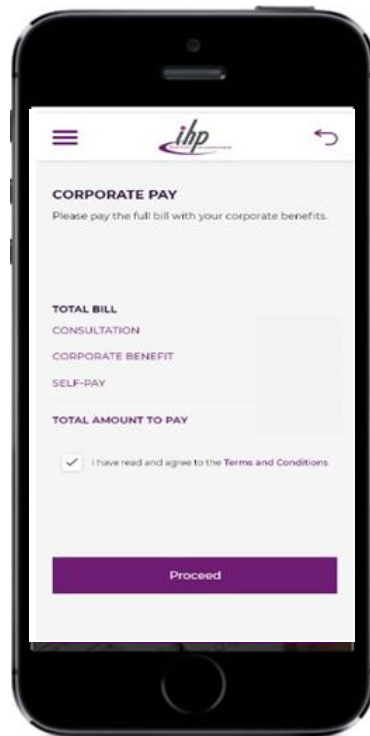 ihp
CORPORATE PAY
Please pay the full bill with your corporate benefits.
TOTAL BILL
CONSULTATION
CORPORATE BENEFIT
SELF-PAY
TOTAL AMOUNT TO PAY
I have read and agree to the Terms and Conditions
Proceed